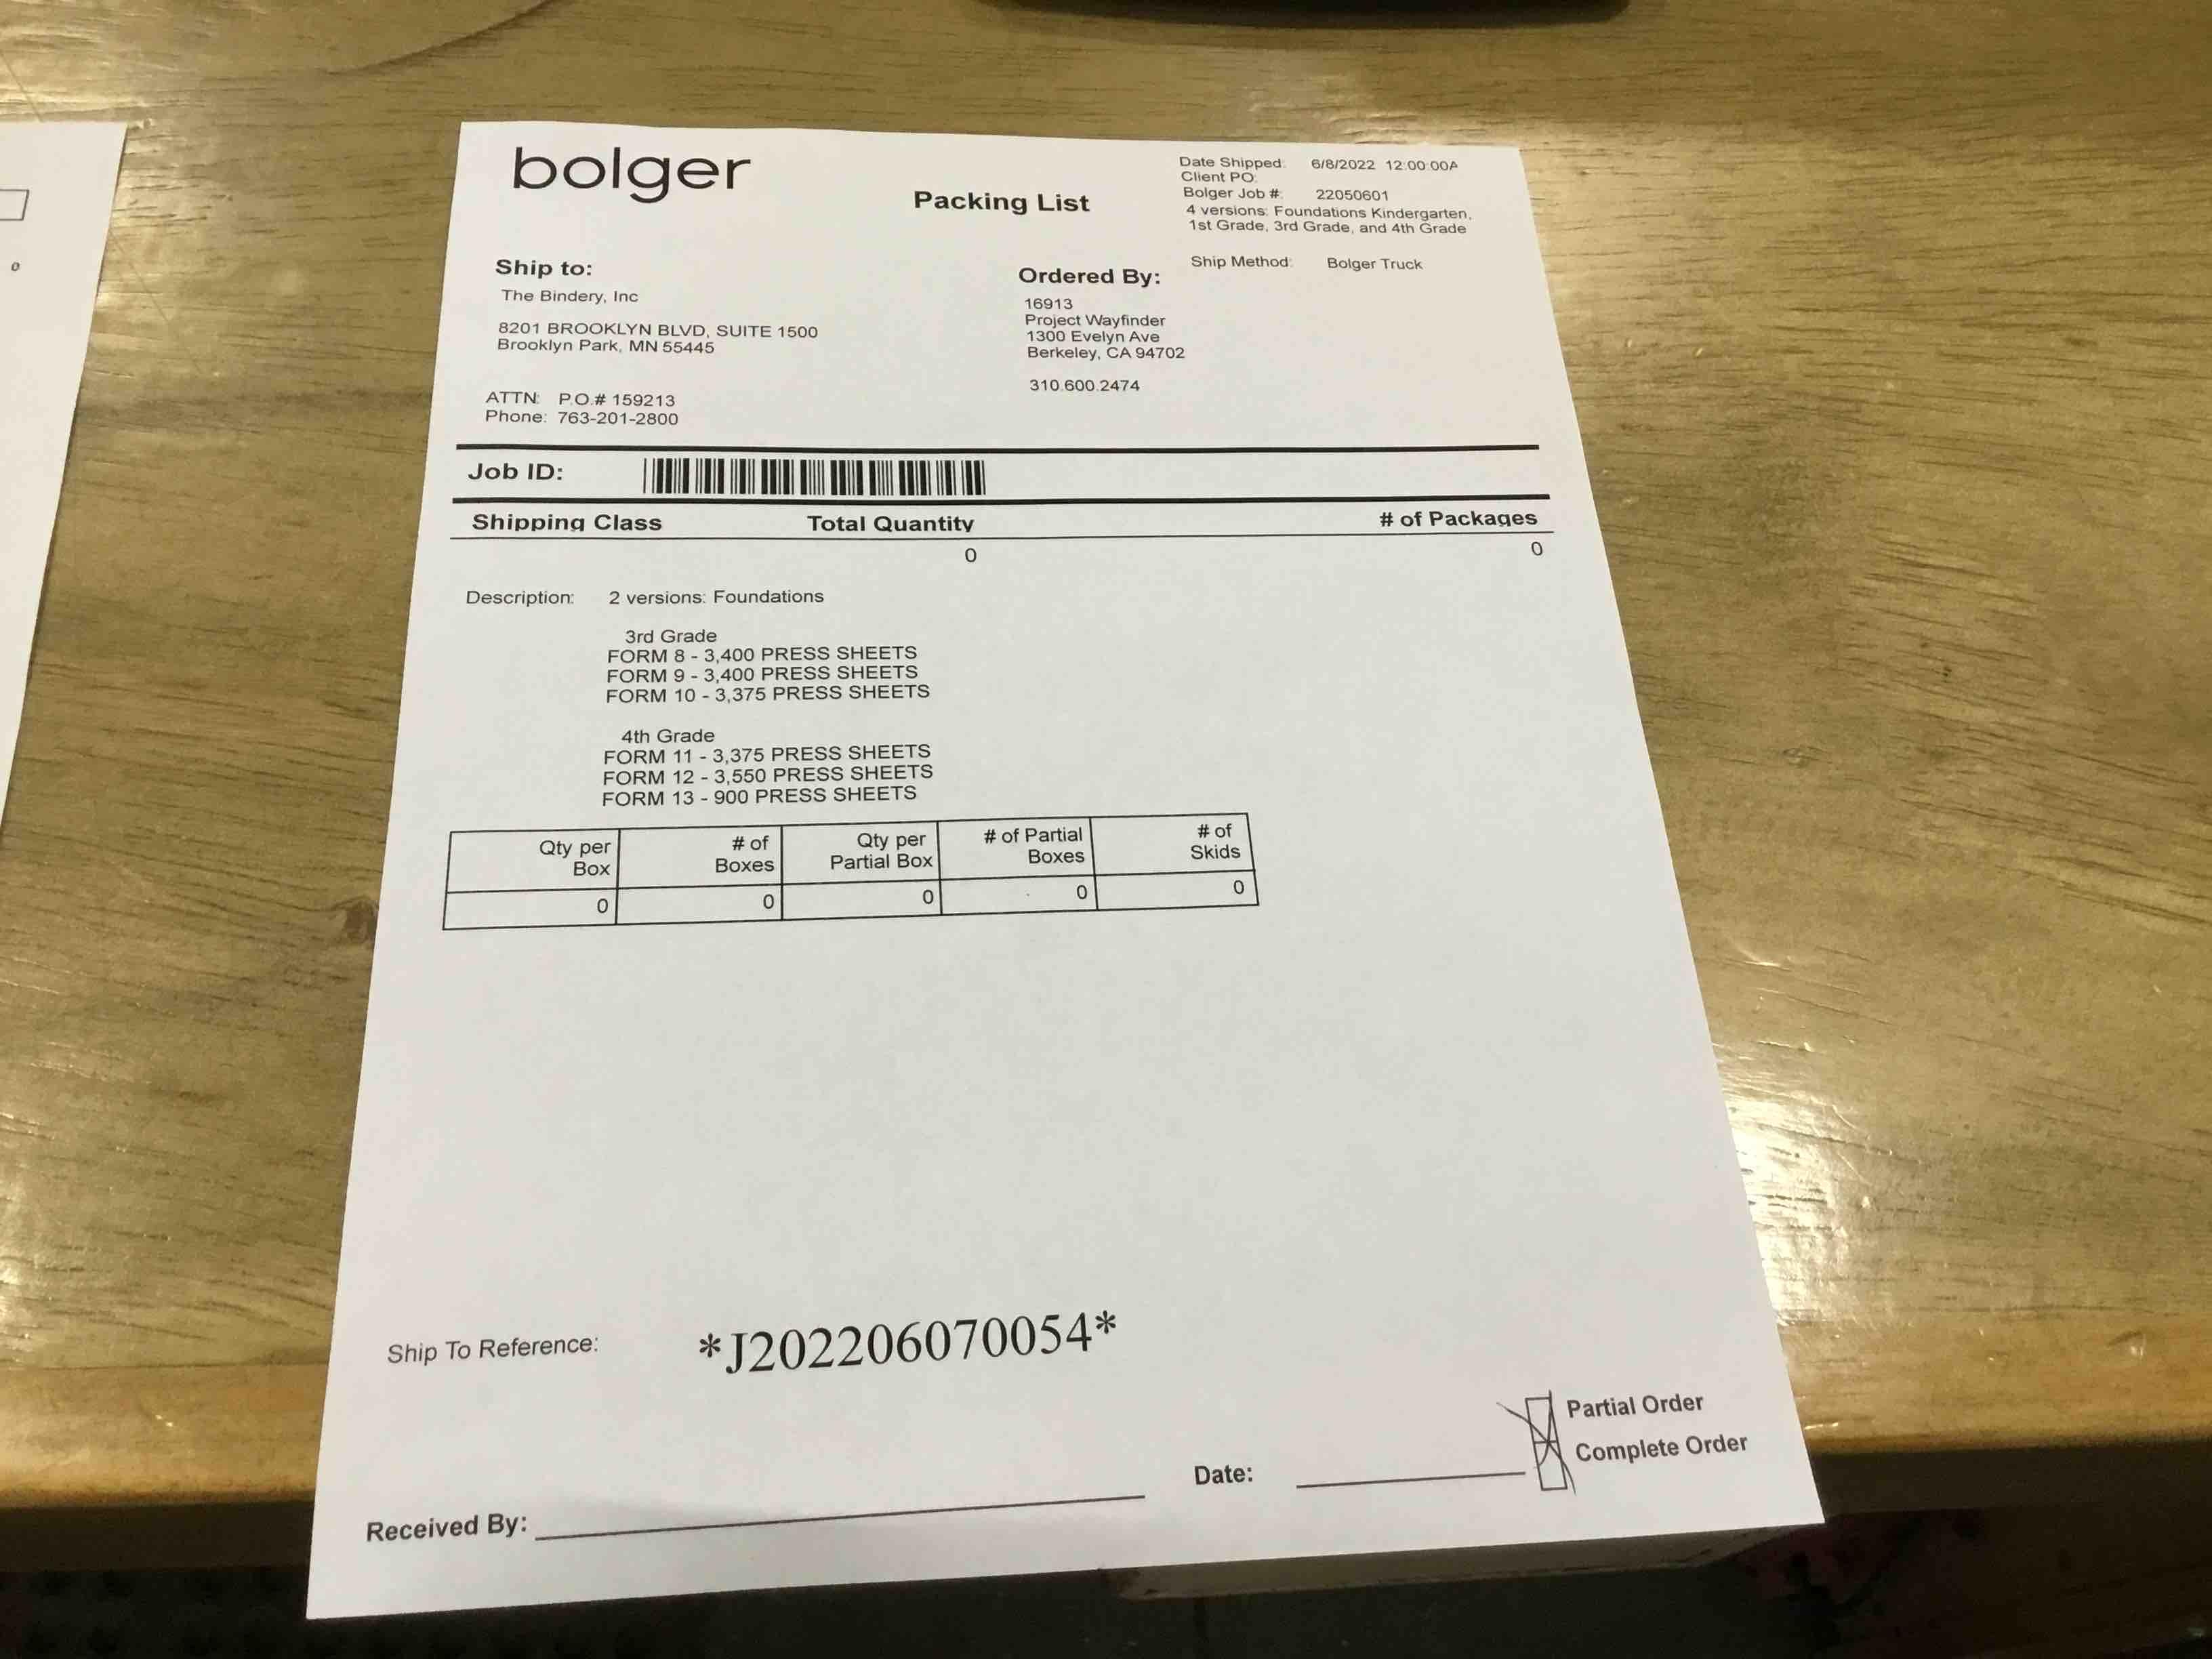 bolger
Packing List
Date Shipped: 6/8/2022 12:00:00A
Client PO:
Bolger Job #: 22050601
4 versions: Foundations Kindergarten,
1st Grade, 3rd Grade, and 4th Grade
Ship Method: Bolger Truck
Ship to:
The Bindery, Inc
8201 BROOKLYN BLVD, SUITE 1500
Brooklyn Park, MN 55445
ATTN: P.O.# 159213
Phone: 763-201-2800
Ordered By:
16913
Project Wayfinder
1300 Evelyn Ave
Berkeley, CA 94702
310.600.2474
Job ID:
Shipping Class Total Quantity # of Packages
0 0
Description: 2 versions: Foundations
3rd Grade
FORM 8 - 3,400 PRESS SHEETS
FORM 9 - 3,400 PRESS SHEETS
FORM 10 - 3,375 PRESS SHEETS
4th Grade
FORM 11 - 3,375 PRESS SHEETS
FORM 12 - 3,550 PRESS SHEETS
FORM 13 - 900 PRESS SHEETS
Qty per Box # of Boxes Qty per Partial Box # of Partial Boxes # of Skids
0 0 0 0 0
Ship To Reference: *J202206070054*
Partial Order
Complete Order
Received By: Date:
0